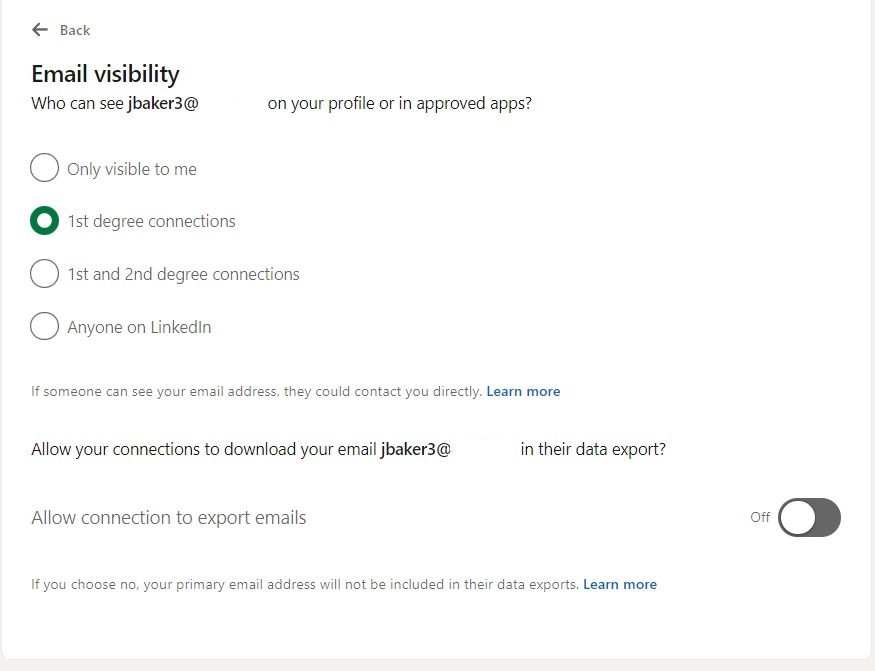 Back
Email visibility
Who can see jbaker3@ on your profile or in approved apps?
Only visible to me
1st degree connections
1st and 2nd degree connections
Anyone on LinkedIn
If someone can see your email address, they could contact you directly. Learn more
Allow your connections to download your email jbaker3@ in their data export?
Allow connection to export emails
Off
If you choose no, your primary email address will not be included in their data exports. Learn more